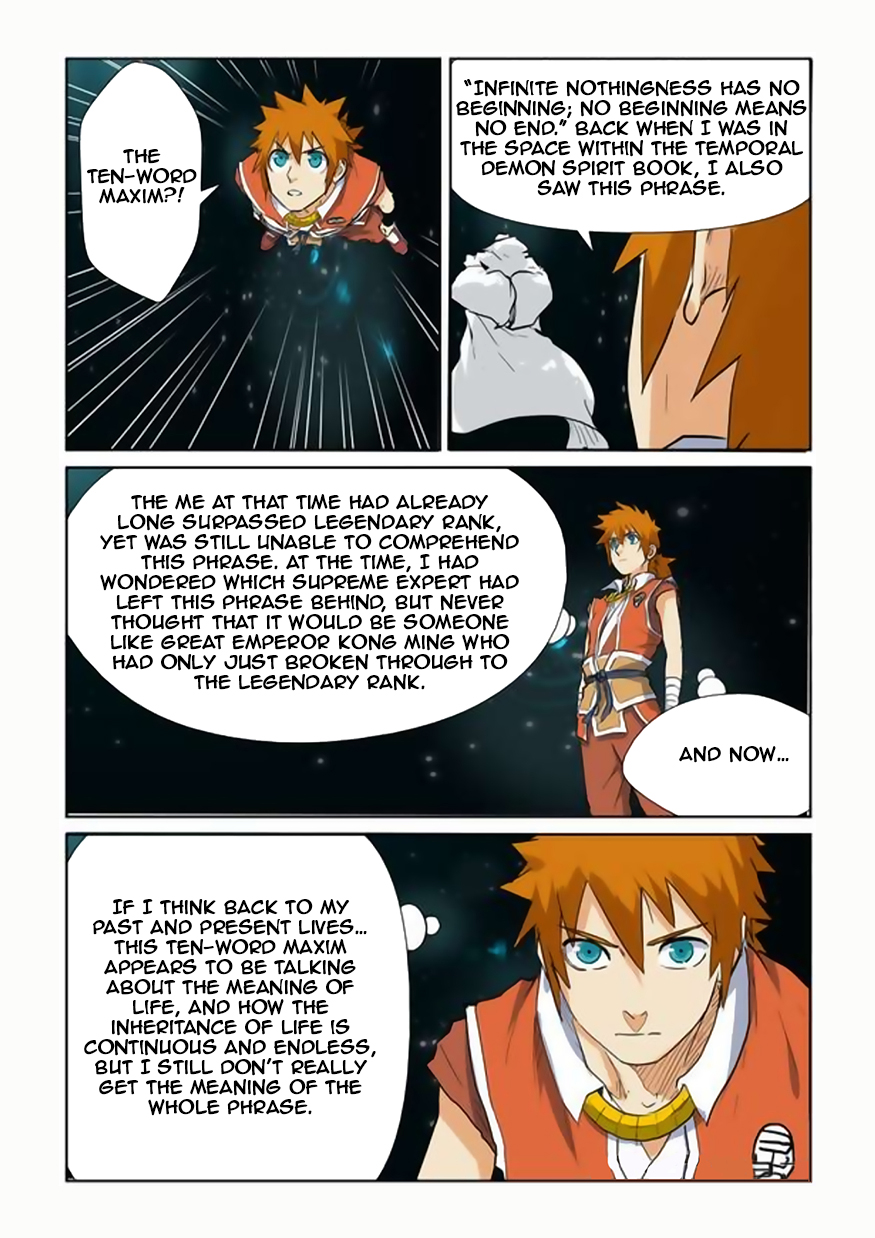 THE
TEN-WORD
MAXIM?!
"INFINITE NOTHINGNESS HAS NO
BEGINNING; NO BEGINNING MEANS
NO END." BACK WHEN I WAS IN
THE SPACE WITHIN THE TEMPORAL
DEMON SPIRIT BOOK, I ALSO
SAW THIS PHRASE.
THE ME AT THAT TIME HAD ALREADY
LONG SURPASSED LEGENDARY RANK,
YET WAS STILL UNABLE TO COMPREHEND
THIS PHRASE. AT THE TIME, I HAD
WONDERED WHICH SUPREME EXPERT HAD
LEFT THIS PHRASE BEHIND, BUT NEVER
THOUGHT THAT IT WOULD BE SOMEONE
LIKE GREAT EMPEROR KONG MING WHO
HAD ONLY JUST BROKEN THROUGH TO
THE LEGENDARY RANK.
AND NOW...
IF I THINK BACK TO MY
PAST AND PRESENT LIVES...
THIS TEN-WORD MAXIM
APPEARS TO BE TALKING
ABOUT THE MEANING OF
LIFE, AND HOW THE
INHERITANCE OF LIFE IS
CONTINUOUS AND ENDLESS,
BUT I STILL DON'T REALLY
GET THE MEANING OF THE
WHOLE PHRASE.